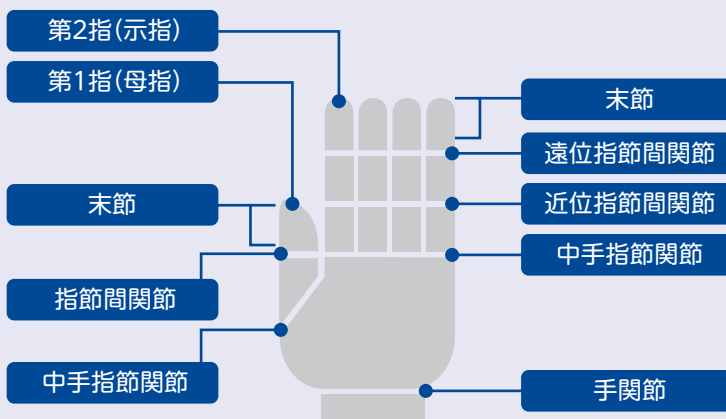 第2指(示指)
第1指(母指)
末節
指節間関節
中手指節関節
末節
遠位指節間関節
近位指節間関節
中手指節関節
手関節